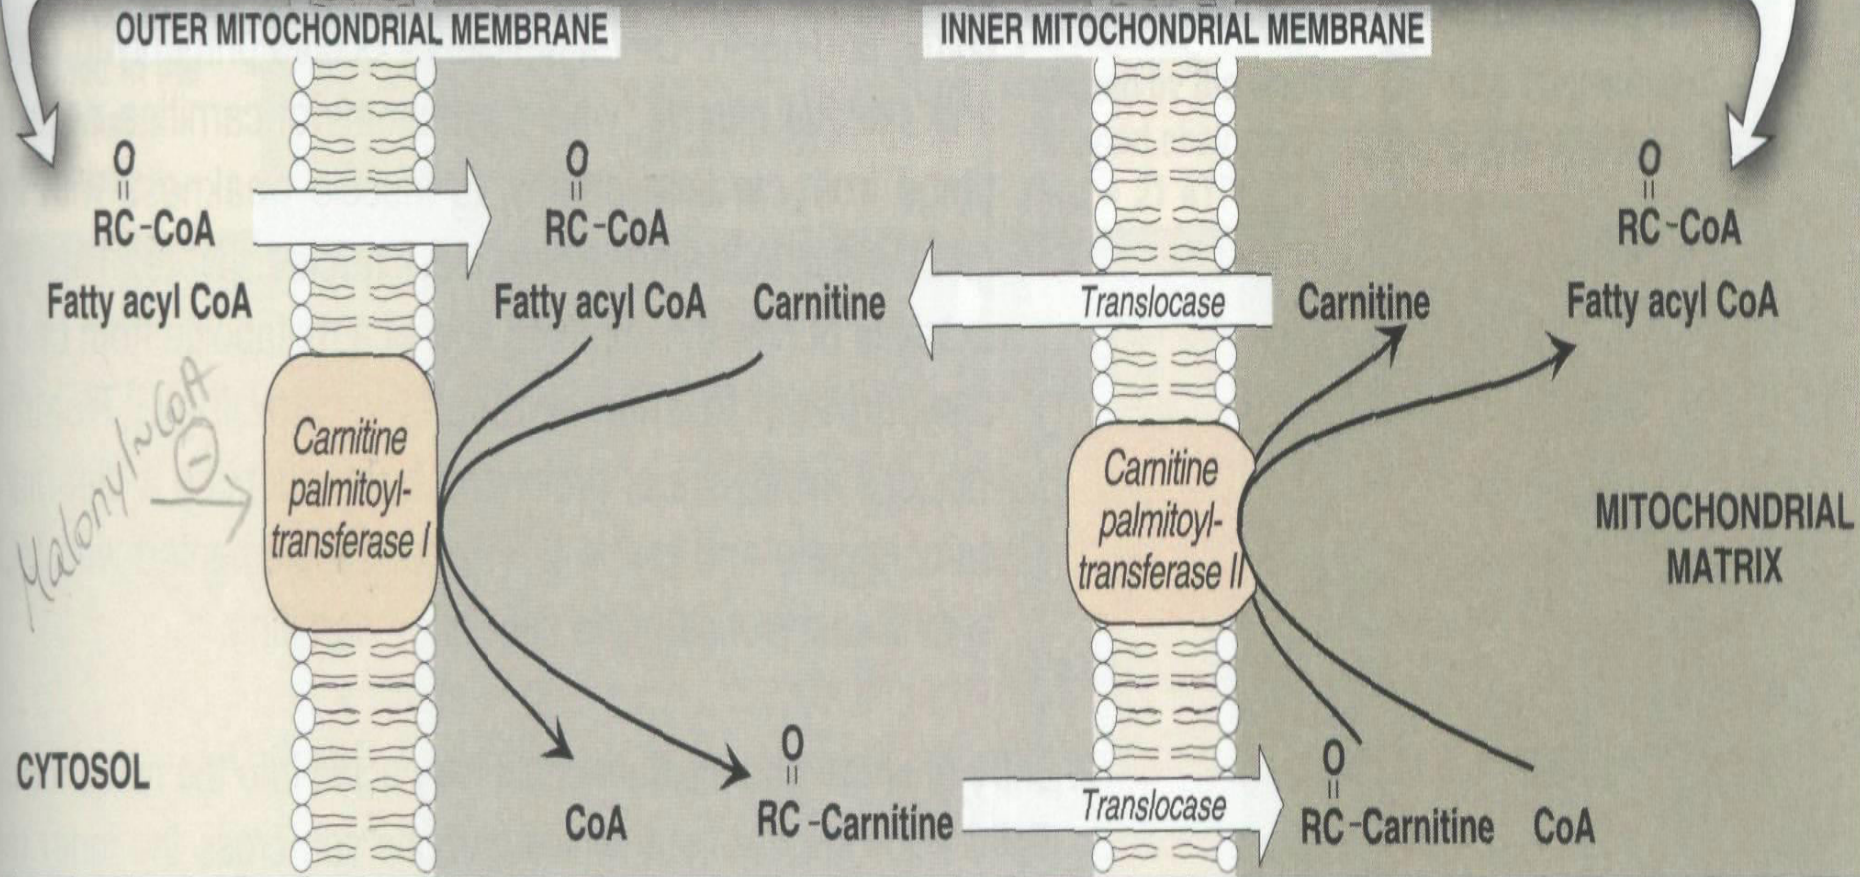 OUTER MITOCHONDRIAL MEMBRANE
INNER MITOCHONDRIAL MEMBRANE
O
RC-CoA
Fatty acyl CoA
O
RC-CoA
Fatty acyl CoA
Carnitine
Translocase
Carnitine
O
RC-CoA
Fatty acyl CoA
Malonyl~CoA
Carnitine
palmitoyl-
transferase I
Carnitine
palmitoyl-
transferase II
MITOCHONDRIAL
MATRIX
CYTOSOL
CoA
O
RC-Carnitine
Translocase
O
RC-Carnitine
CoA